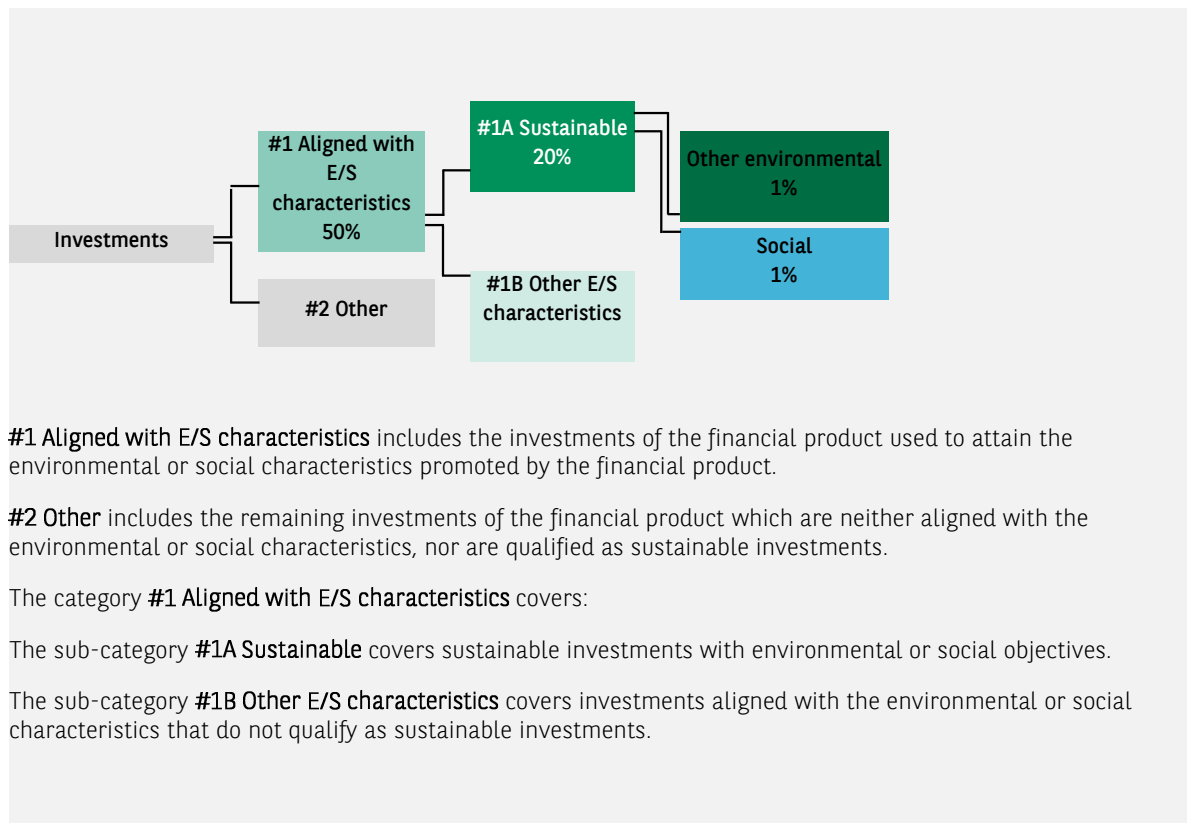 #1A Sustainable
20%
#1 Aligned with
E/S
characteristics
50%
Other environmental
1%
Investments
Social
1%
#2 Other
#1B Other E/S
characteristics
#1 Aligned with E/S characteristics includes the investments of the financial product used to attain the
environmental or social characteristics promoted by the financial product.
#2 Other includes the remaining investments of the financial product which are neither aligned with the
environmental or social characteristics, nor are qualified as sustainable investments.
The category #1 Aligned with E/S characteristics covers:
The sub-category #1A Sustainable covers sustainable investments with environmental or social objectives.
The sub-category #1B Other E/S characteristics covers investments aligned with the environmental or social
characteristics that do not qualify as sustainable investments.